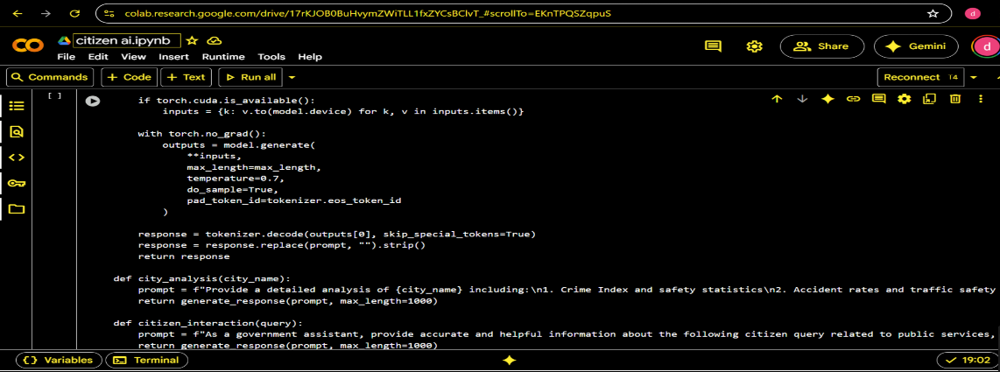 colab.research.google.com/drive/17rKJOB0BuHvymZWiTLL1fxZYCsBClvT_#scrollTo=EKnTPQSZqpuS
d
citizen ai.ipynb
File Edit View Insert Runtime Tools Help
Share
Gemini
d
Commands + Code + Text Run all
Reconnect T4
[ ]
if torch.cuda.is_available():
inputs = {k: v.to(model.device) for k, v in inputs.items()}
with torch.no_grad():
outputs = model.generate(
**inputs,
max_length=max_length,
temperature=0.7,
do_sample=True,
pad_token_id=tokenizer.eos_token_id
)
response = tokenizer.decode(outputs[0], skip_special_tokens=True)
response = response.replace(prompt, "").strip()
return response
def city_analysis(city_name):
prompt = f"Provide a detailed analysis of {city_name} including:\n1. Crime Index and safety statistics\n2. Accident rates and traffic safety
return generate_response(prompt, max_length=1000)
def citizen_interaction(query):
prompt = f"As a government assistant, provide accurate and helpful information about the following citizen query related to public services,
return generate_response(prompt, max_length=1000)
{} Variables Terminal
19:02